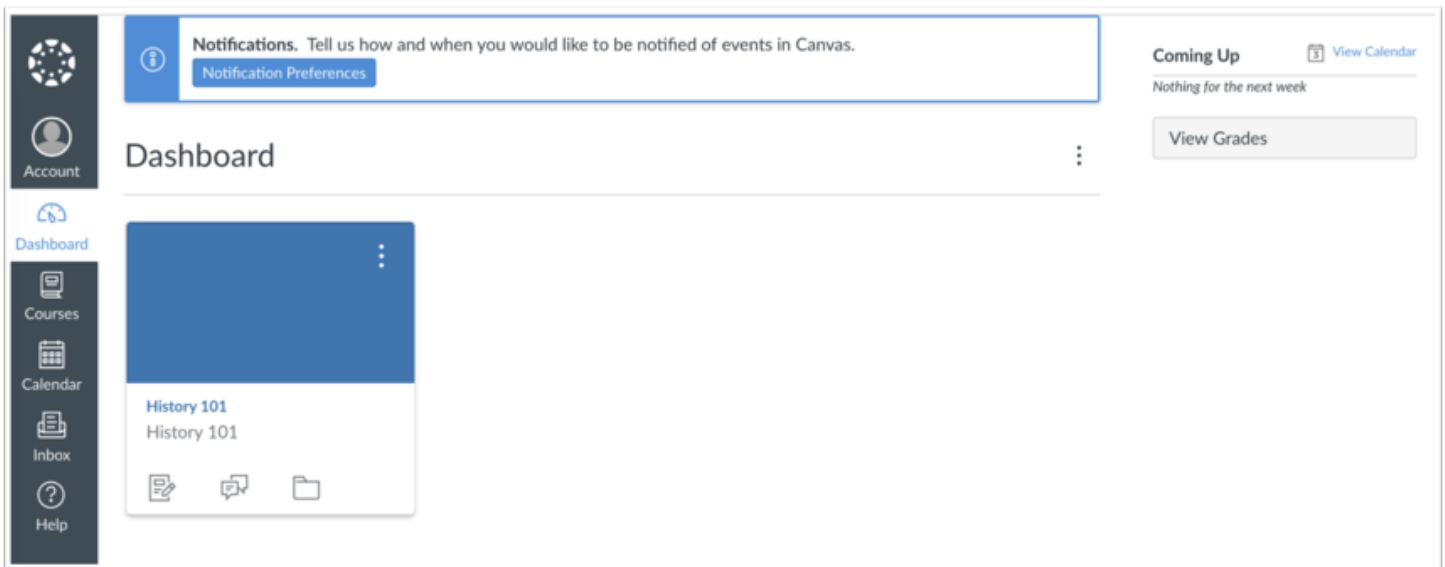 Notifications. Tell us how and when you would like to be notified of events in Canvas.
Notification Preferences
Account
Dashboard
Courses
Calendar
Inbox
Help
Dashboard
History 101
History 101
Coming Up
3
View Calendar
Nothing for the next week
View Grades